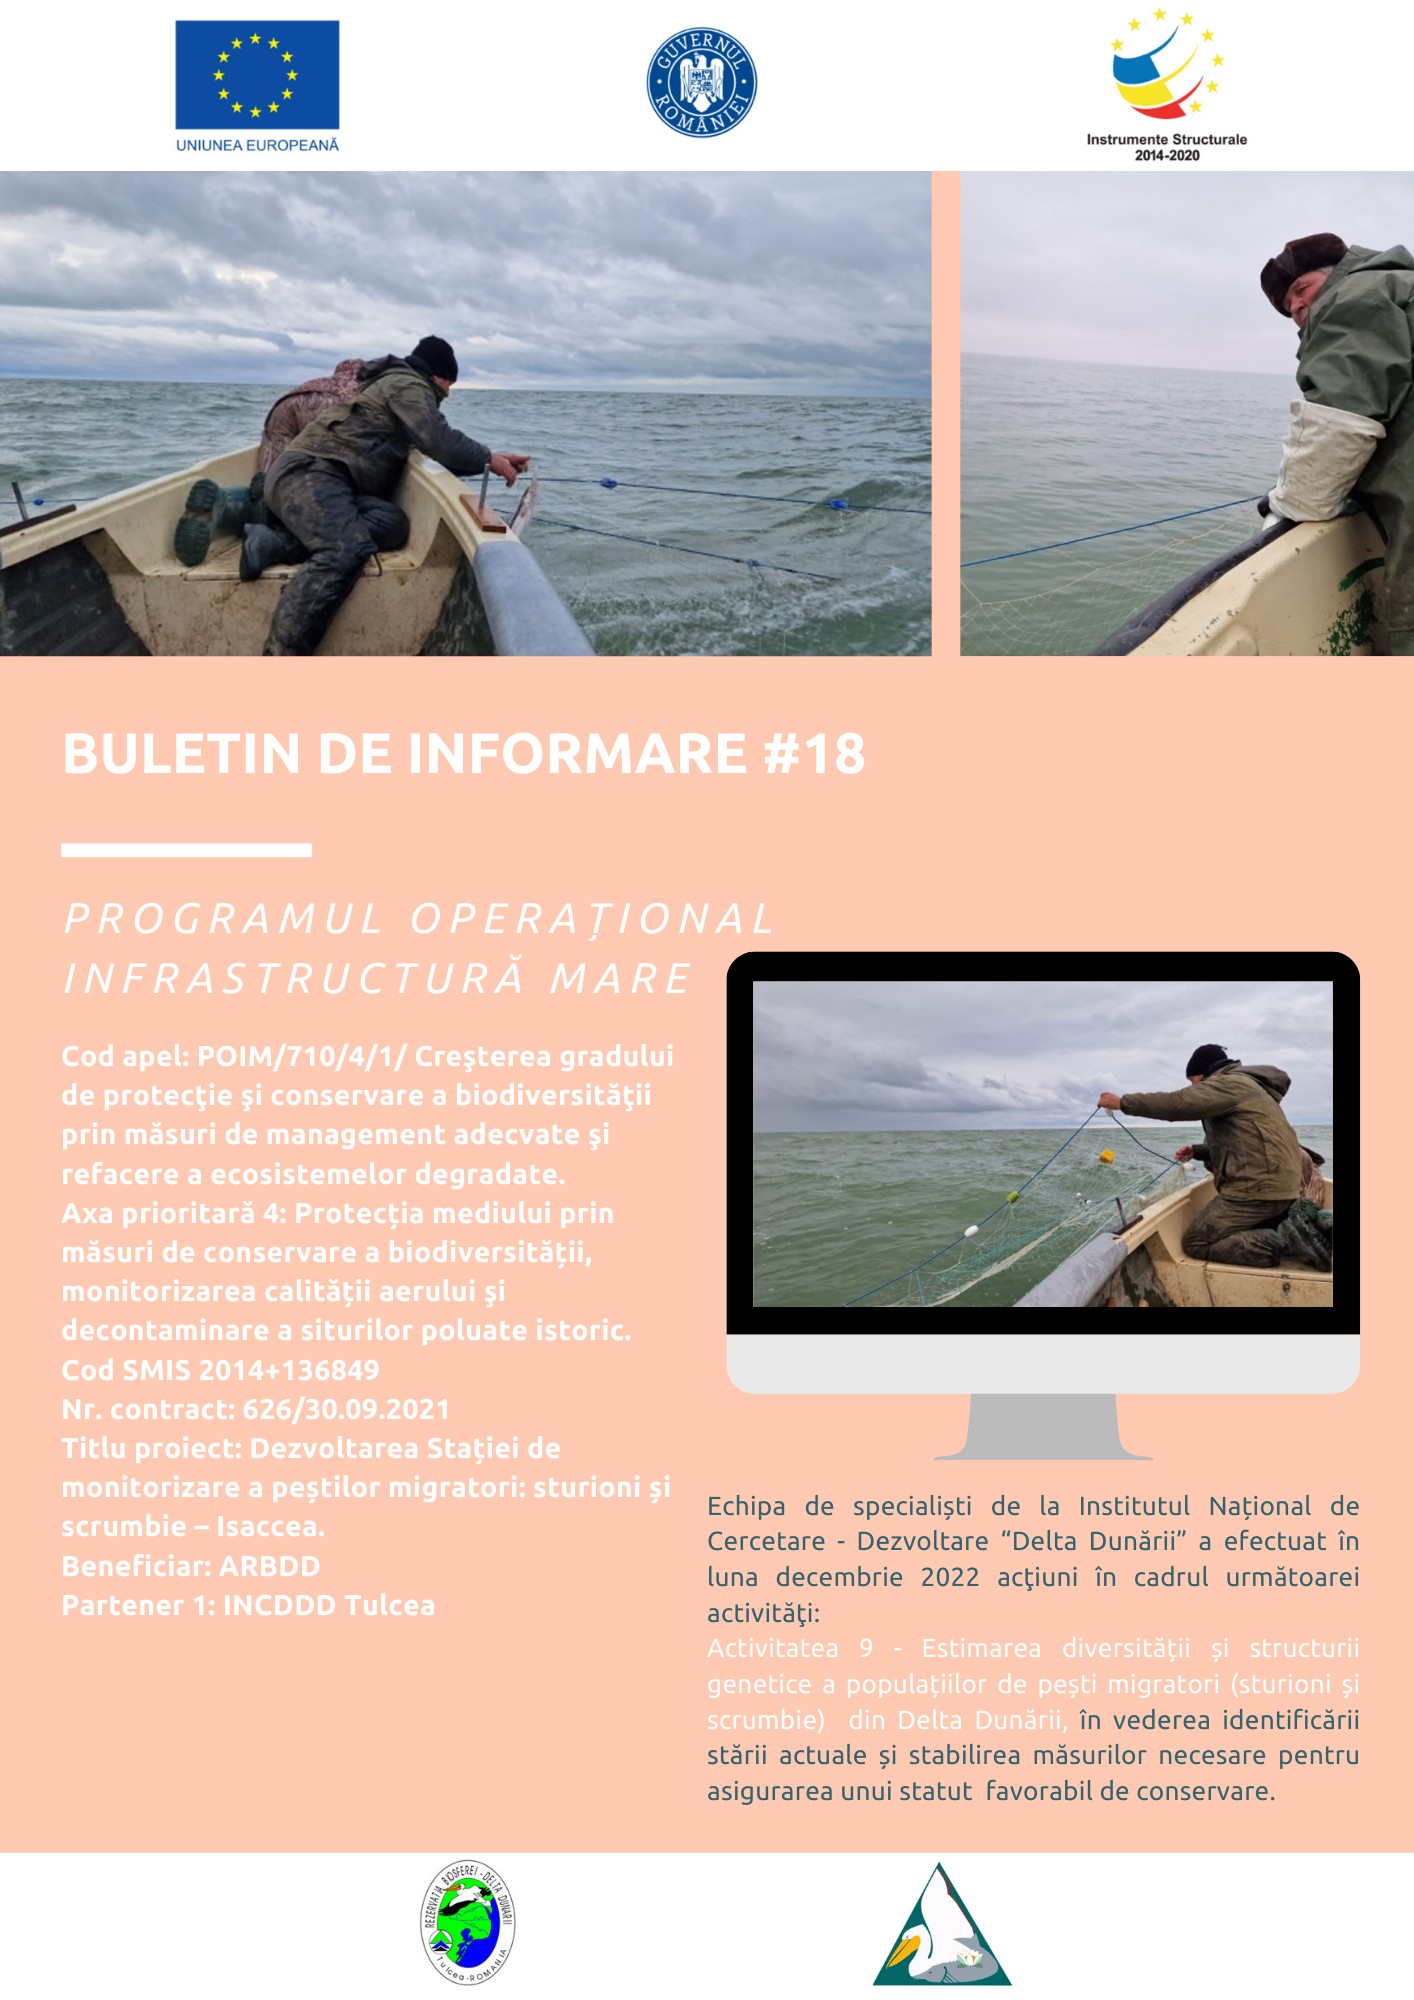 UNIUNEA EUROPEANĂ
GUVERNUL ROMÂNIEI
Instrumente Structurale
2014-2020
BULETIN DE INFORMARE #18
PROGRAMUL OPERAȚIONAL
INFRASTRUCTURĂ MARE
Cod apel: POIM/710/4/1/ Creşterea gradului
de protecţie şi conservare a biodiversităţii
prin măsuri de management adecvate şi
refacere a ecosistemelor degradate.
Axa prioritară 4: Protecția mediului prin
măsuri de conservare a biodiversității,
monitorizarea calității aerului şi
decontaminare a siturilor poluate istoric.
Cod SMIS 2014+136849
Nr. contract: 626/30.09.2021
Titlu proiect: Dezvoltarea Stației de
monitorizare a peștilor migratori: sturioni și
scrumbie – Isaccea.
Beneficiar: ARBDD
Partener 1: INCDDD Tulcea
Echipa de specialiști de la Institutul Național de
Cercetare - Dezvoltare “Delta Dunării” a efectuat în
luna decembrie 2022 acţiuni în cadrul următoarei
activităţi:
Activitatea 9 - Estimarea diversității și structurii
genetice a populațiilor de pești migratori (sturioni și
scrumbie) din Delta Dunării, în vederea identificării
stării actuale și stabilirea măsurilor necesare pentru
asigurarea unui statut favorabil de conservare.
REZERVATIA BIOSFEREI - DELTA DUNARII
Tulcea-ROMANIA